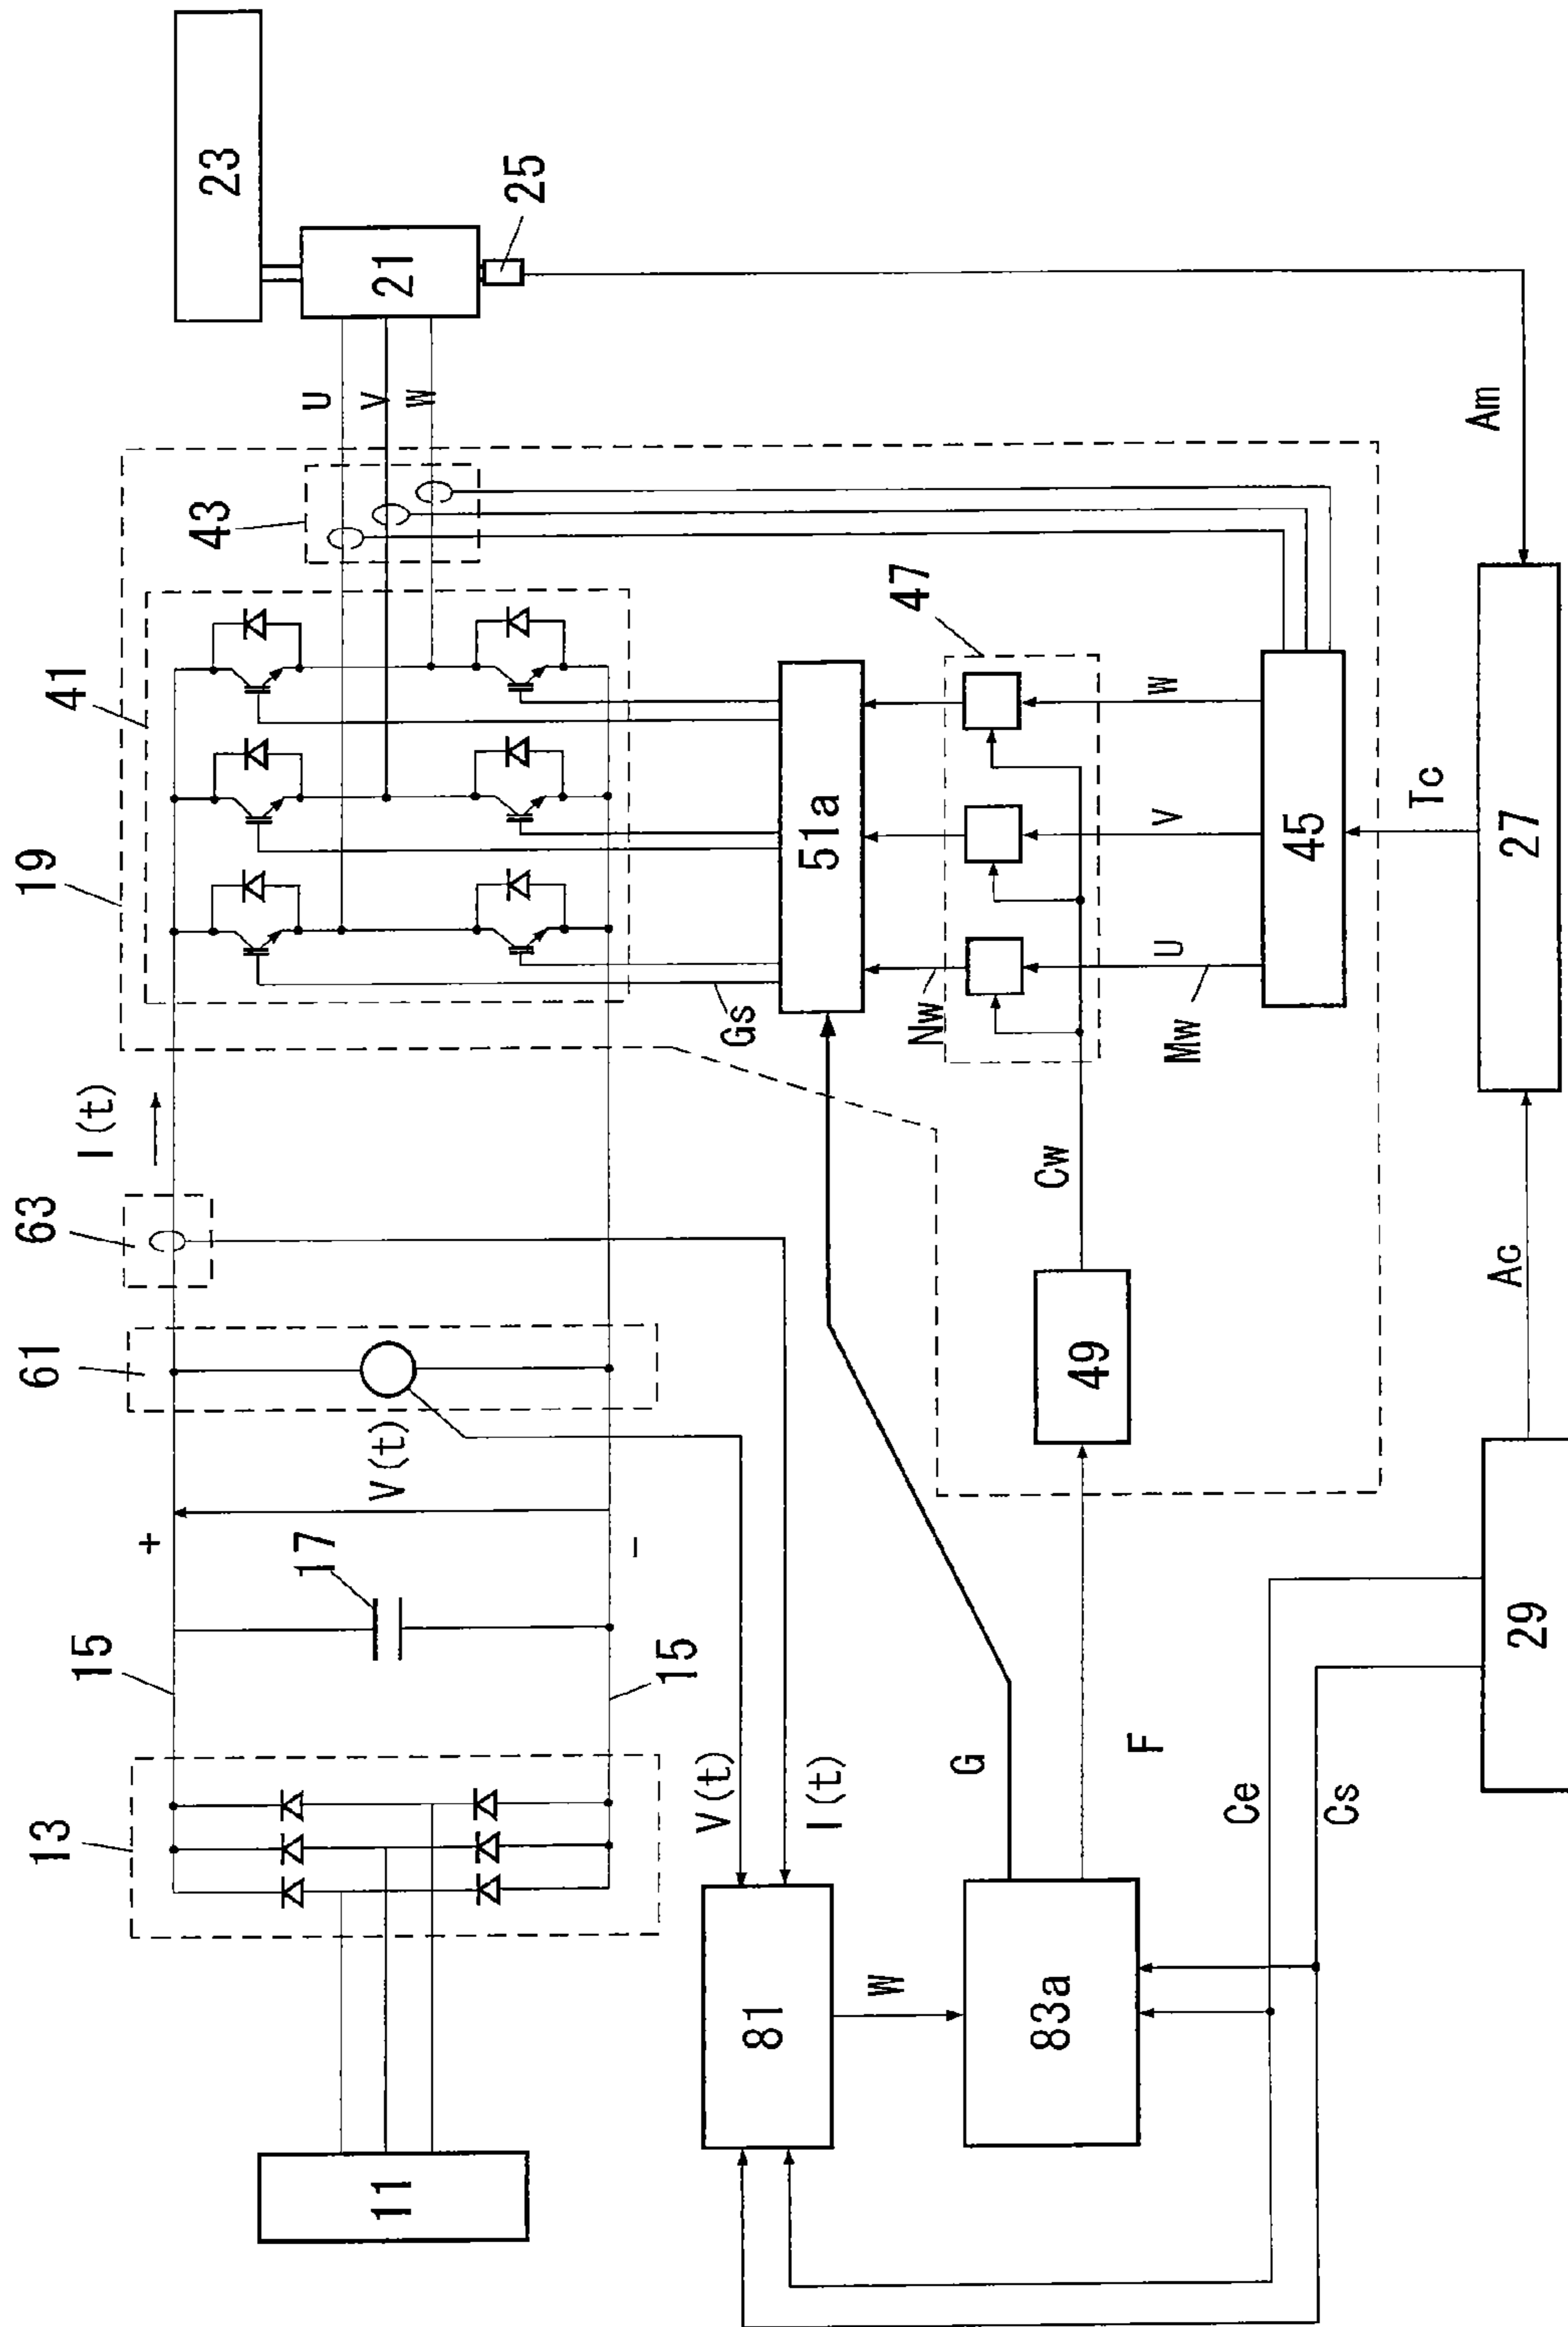 19
41
63
I(t)
61
13
15
+
43
23
17
V(t)
U
V
W
21
11
15
−
25
Gs
V(t)
I(t)
51a
81
47
Nw
G
W
83a
F
49
Cw
U
V
W
Mw
Ce
Cs
45
Tc
Am
29
Ac
27